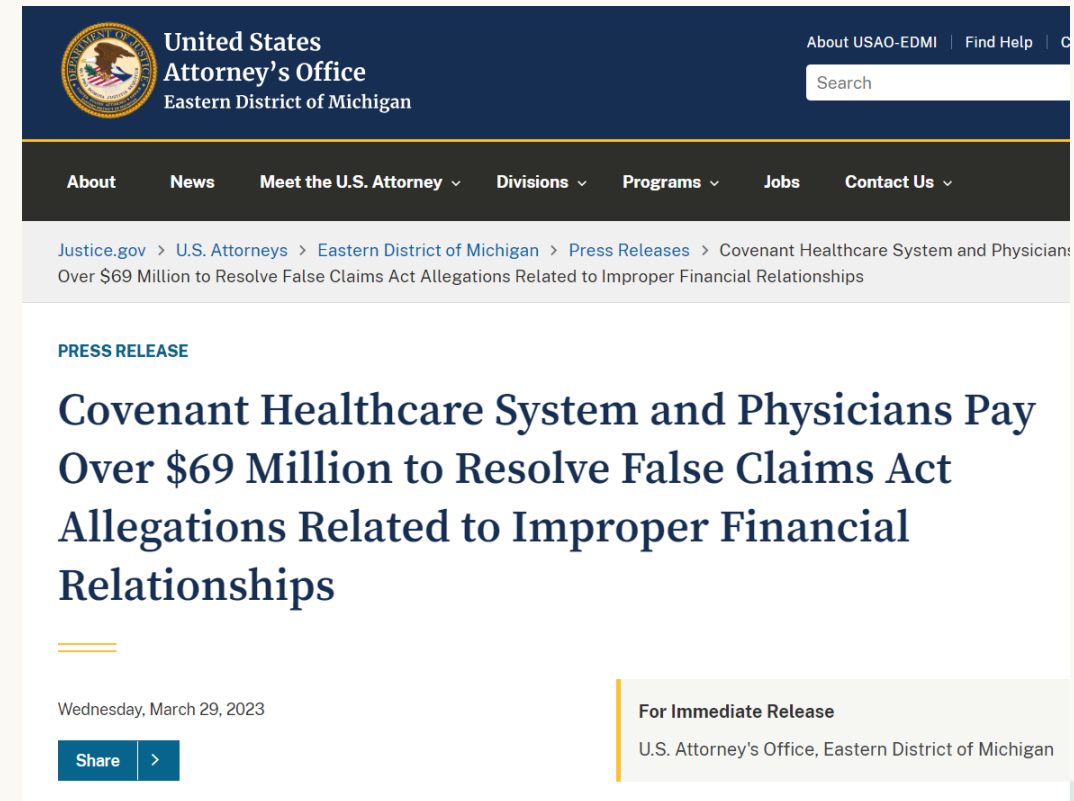 United States
Attorney's Office
Eastern District of Michigan
About USAO-EDMI | Find Help | C
Search
About News Meet the U.S. Attorney Divisions Programs Jobs Contact Us
Justice.gov > U.S. Attorneys > Eastern District of Michigan > Press Releases > Covenant Healthcare System and Physicians
Over $69 Million to Resolve False Claims Act Allegations Related to Improper Financial Relationships
PRESS RELEASE
Covenant Healthcare System and Physicians Pay
Over $69 Million to Resolve False Claims Act
Allegations Related to Improper Financial
Relationships
Wednesday, March 29, 2023
Share >
For Immediate Release
U.S. Attorney's Office, Eastern District of Michigan